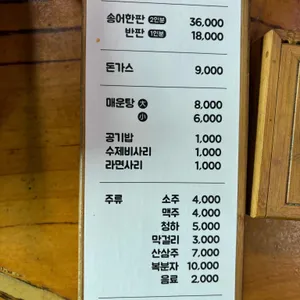 송어한판 2인분 36,000
반판 1인분 18,000
돈가스 9,000
매운탕 大 8,000
小 6,000
공기밥 1,000
수제비사리 1,000
라면사리 1,000
주류 소주 4,000
맥주 4,000
청하 5,000
막걸리 3,000
산삼주 7,000
복분자 10,000
음료 2,000